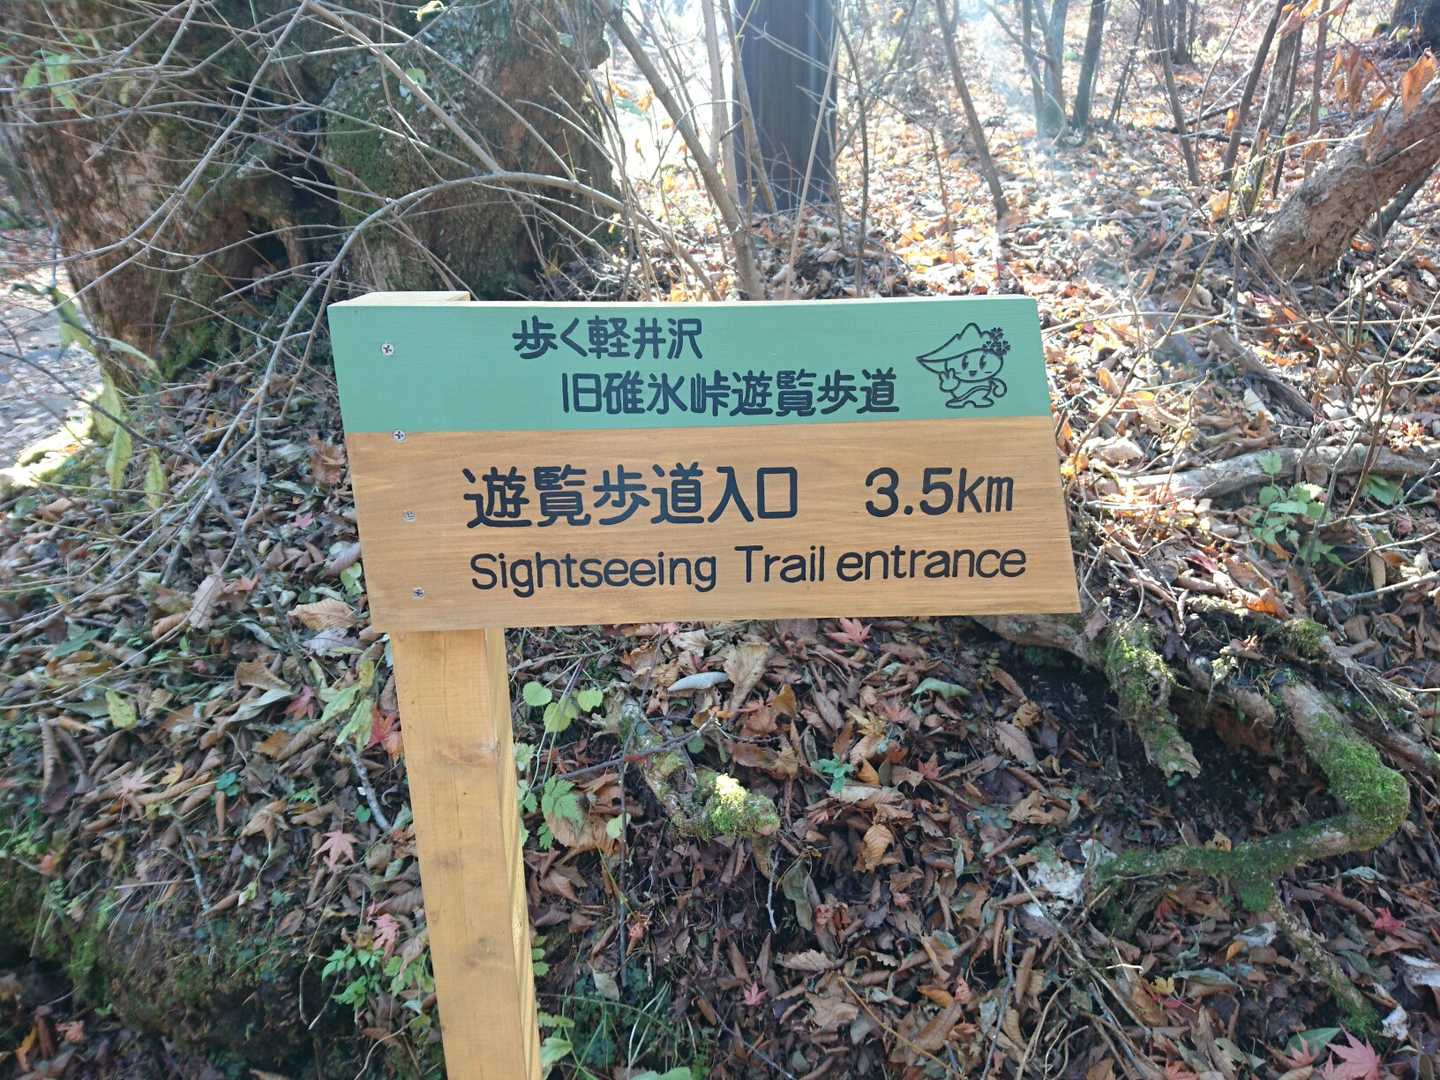 歩く軽井沢
旧碓氷峠遊覧歩道
遊覧歩道入口 3.5km
Sightseeing Trail entrance